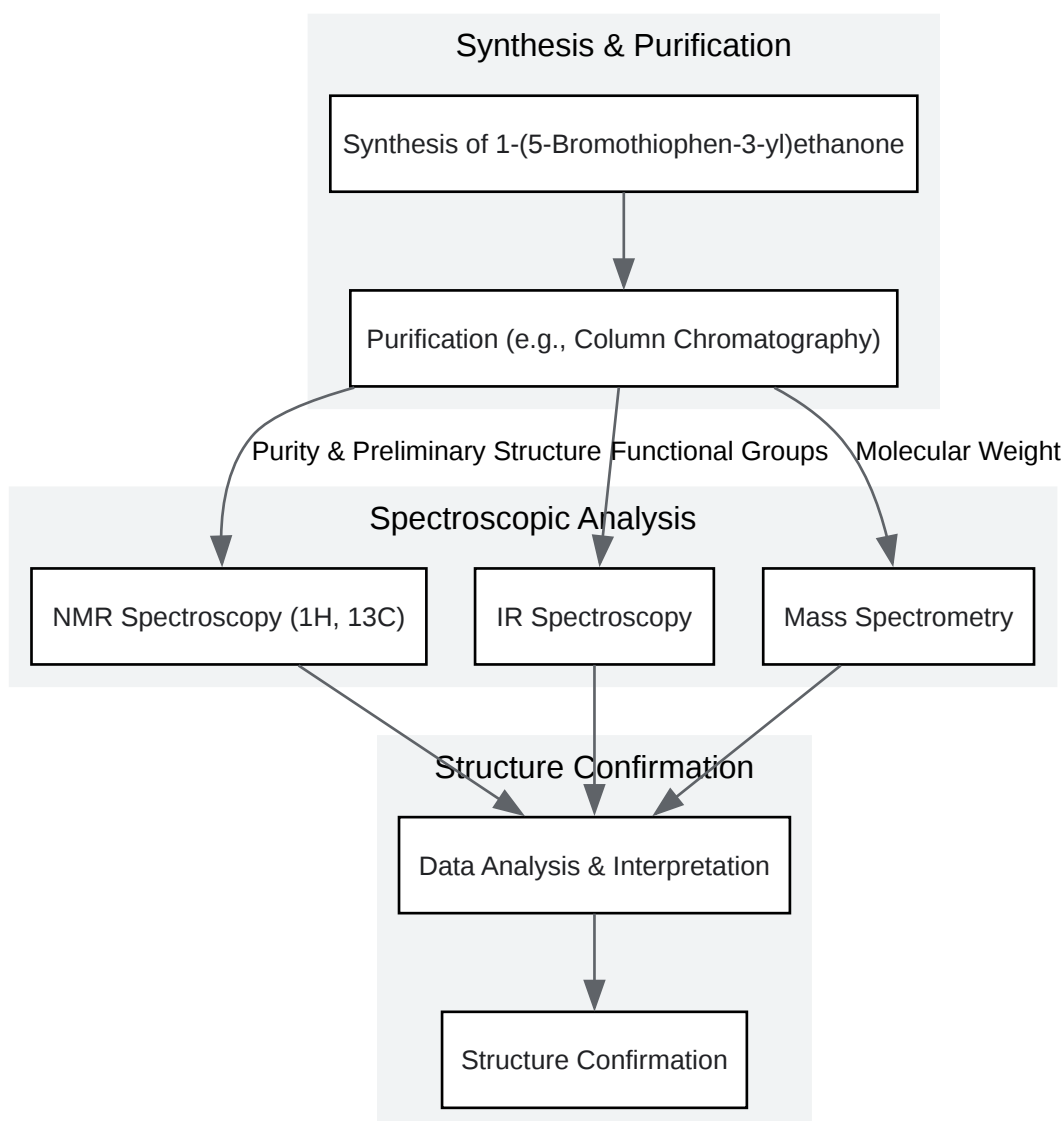 Synthesis & Purification
Synthesis of 1-(5-Bromothiophen-3-yl)ethanone
Purification (e.g., Column Chromatography)
Purity & Preliminary Structure
Functional Groups
Molecular Weight
Spectroscopic Analysis
NMR Spectroscopy (1H, 13C)
IR Spectroscopy
Mass Spectrometry
Structure Confirmation
Data Analysis & Interpretation
Structure Confirmation